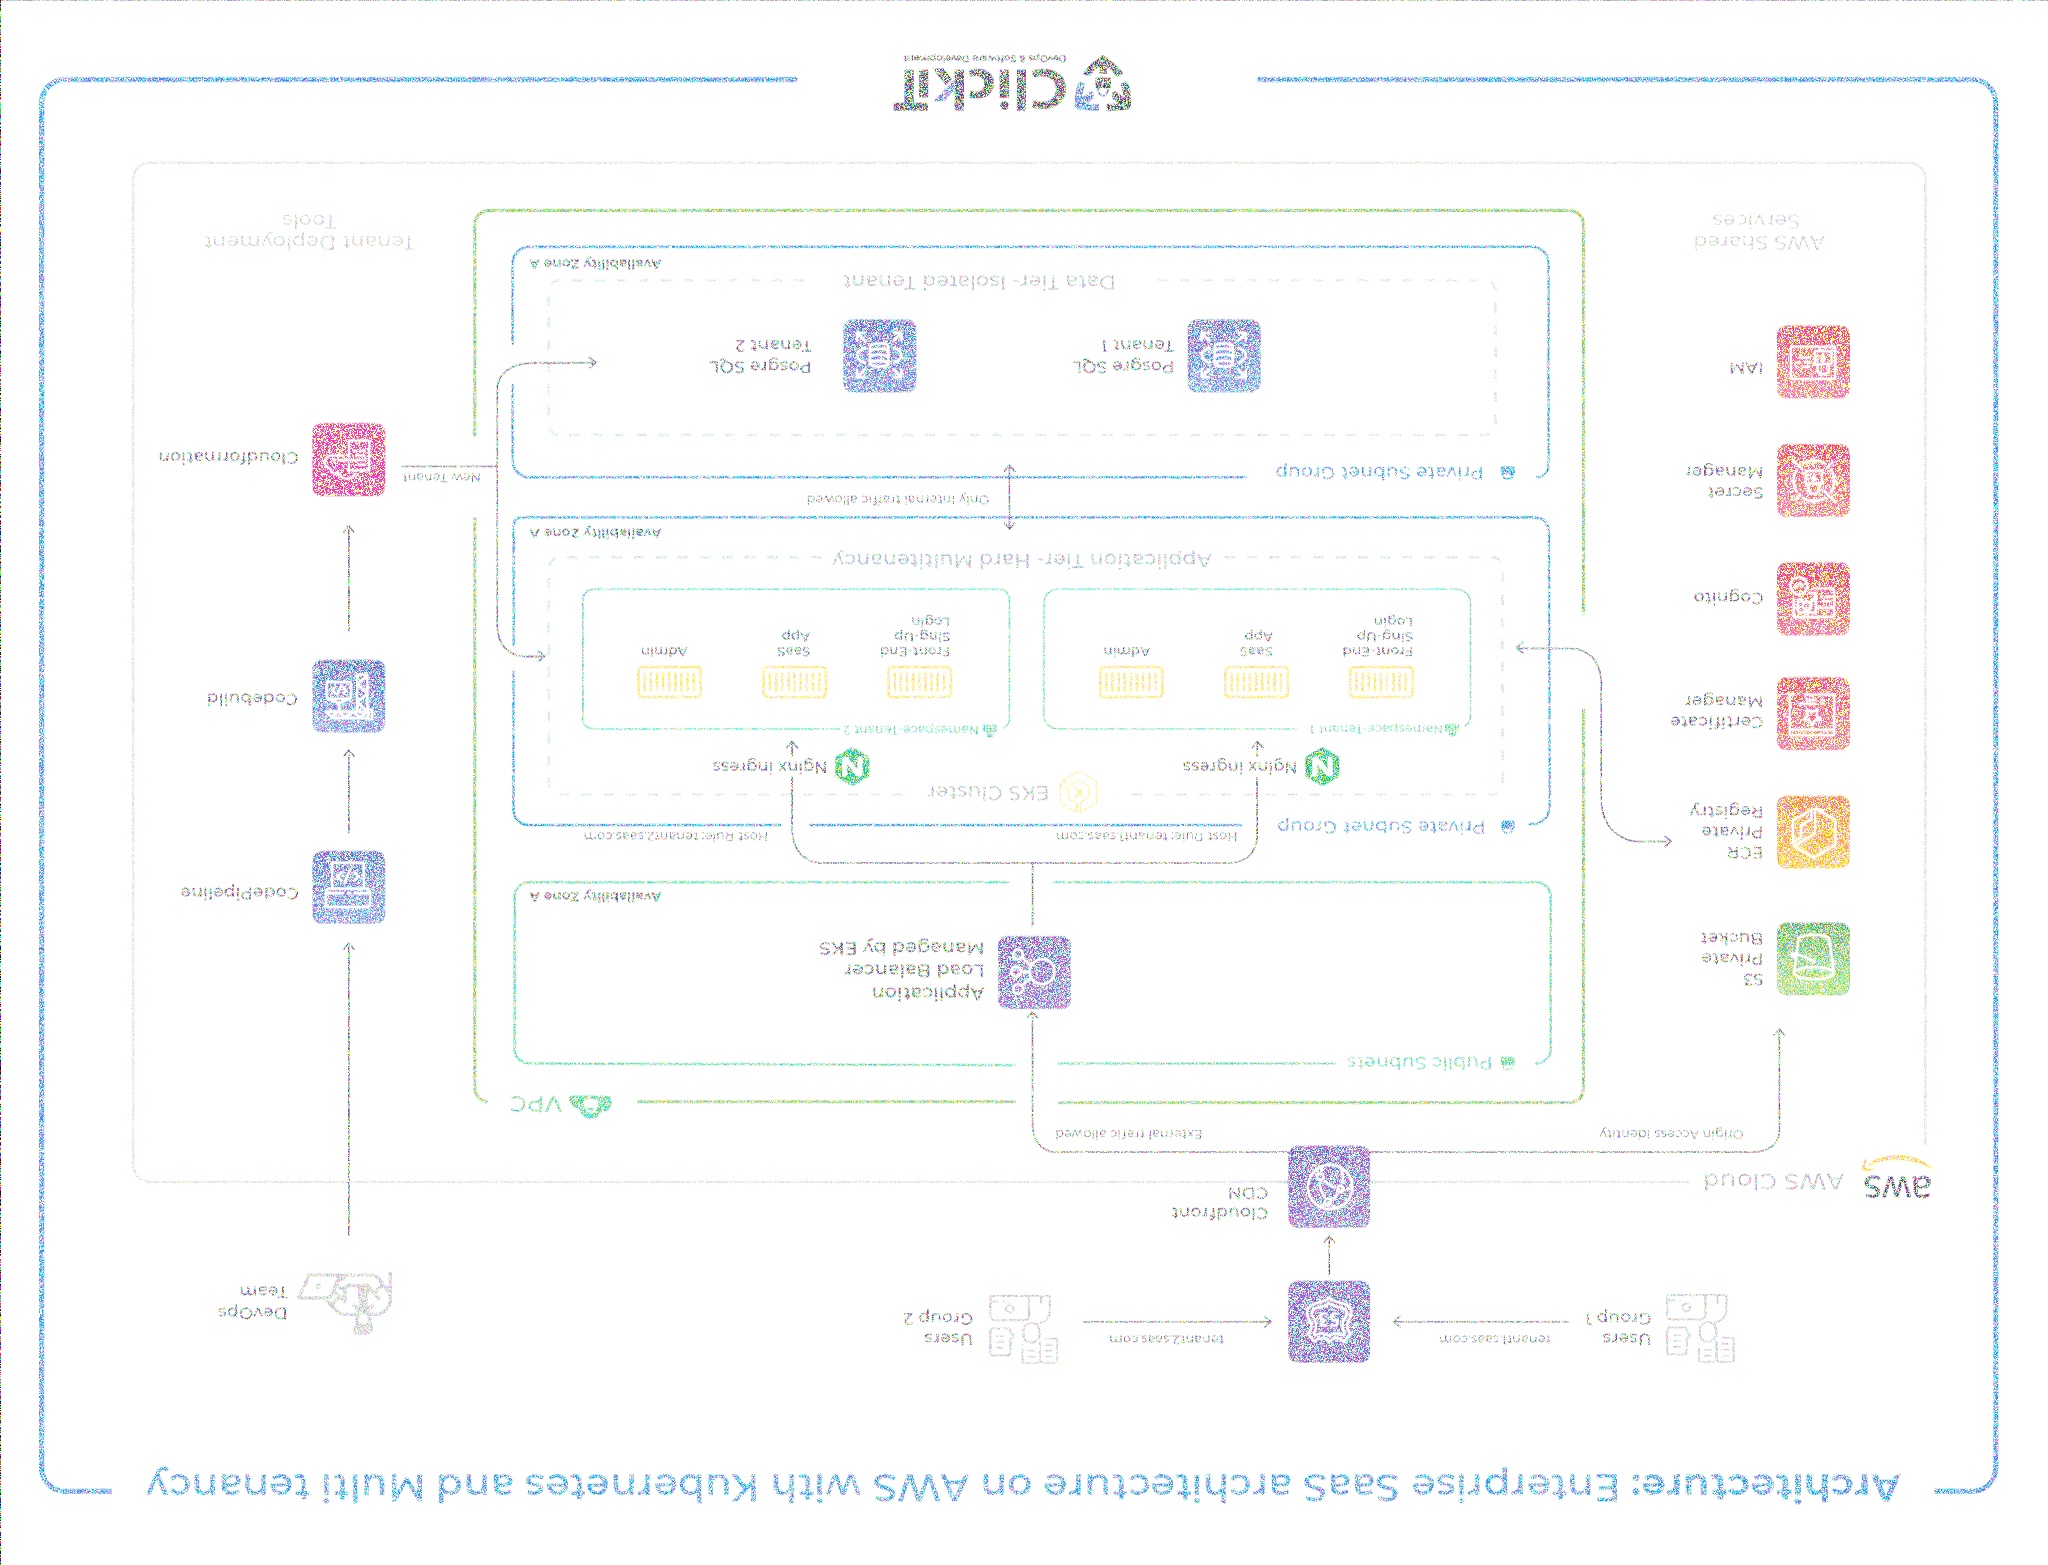 Architecture: Enterprise SaaS architecture on AWS with Kubernetes and Multi tenancy
Users
Group 1
tenant1.saas.com
tenant2.saas.com
Users
Group 2
DevOps
Team
Cloudfront
CDN
aws
AWS Cloud
Origin Access Identity
External trafic allowed
VPC
Public Subnets
S3
Private
Bucket
Application
Load Balancer
Managed by EKS
Availability Zone A
CodePipeline
ECR
Private
Registry
Private Subnet Group
Host Rule: tenant1.saas.com
Host Rule: tenant2.saas.com
EKS Cluster
Nginx ingress
Nginx ingress
Namespace-Tenant 1
Namespace-Tenant 2
Certificate
Manager
Codebuild
Front-End
Sing-Up
Login
SaaS
App
Admin
Front-End
Sing-Up
Login
SaaS
App
Admin
Cognito
Application Tier- Hard Multitenancy
Availability Zone A
Only Internal traffic allowed
Secret
Manager
Private Subnet Group
New Tenant
Cloudformation
IAM
Posgre SQL
Tenant 1
Posgre SQL
Tenant 2
Data Tier- Isolated Tenant
Availability Zone A
AWS Shared
Services
Tenant Deployment
Tools
ClickIT
DevOps & Software Development